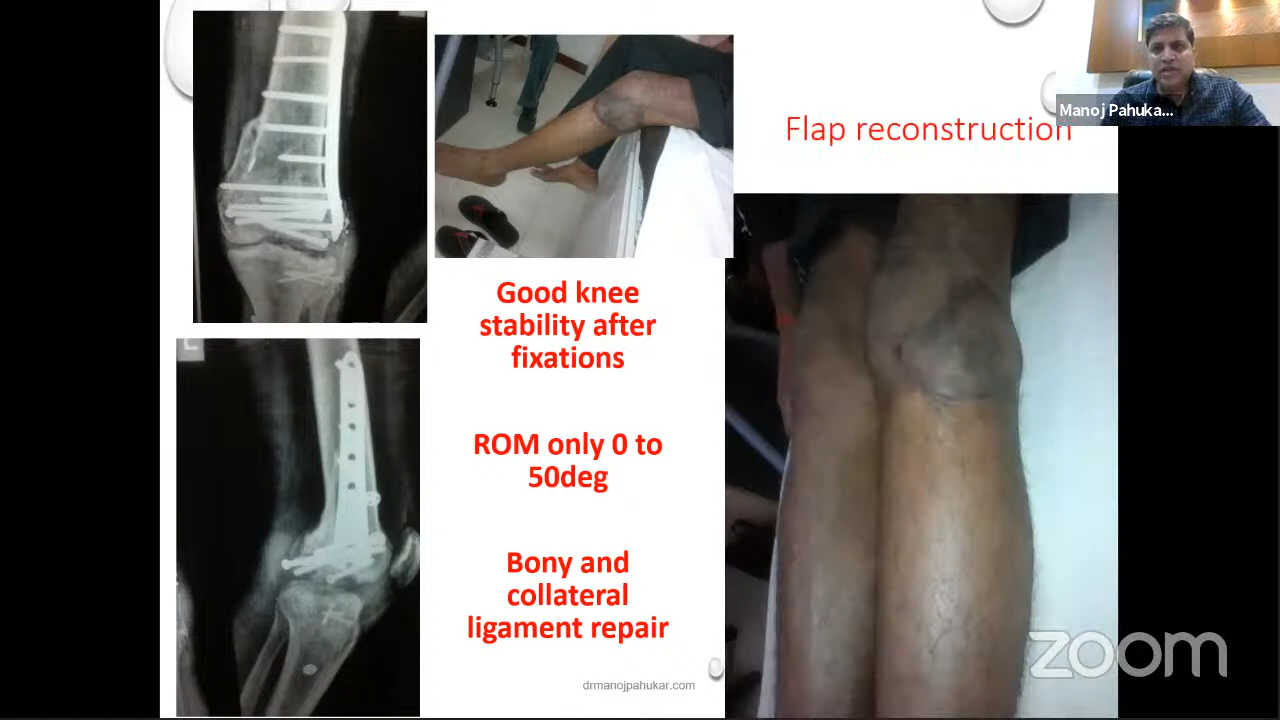 Manoj Pahuka...
Flap reconstruction
Good knee
stability after
fixations
ROM only 0 to
50deg
Bony and
collateral
ligament repair
drmanojpahukar.com
zoom